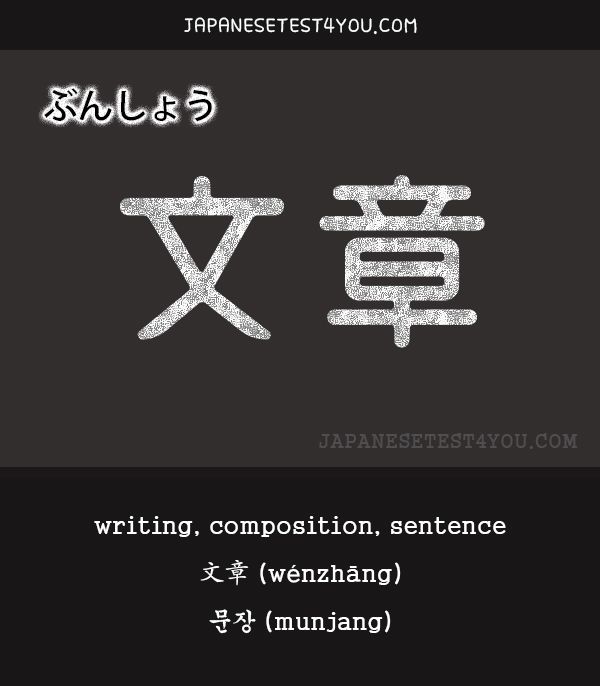 JAPANESETEST4YOU.COM
ぶんしょう
文章
JAPANESETEST4YOU.COM
writing, composition, sentence
文章 (wénzhāng)
문장 (munjang)